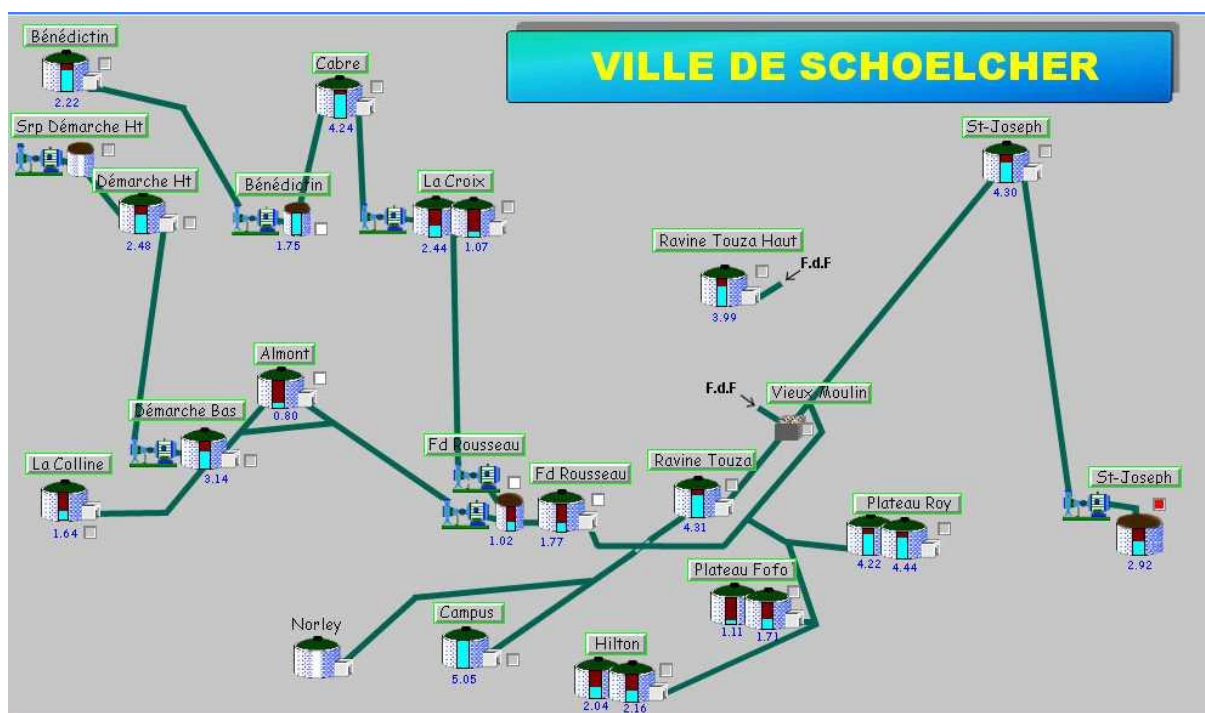 VILLE DE SCHOELCHER
Bénédictin
2.22
Cabre
4.24
Srp Démarche Ht
Démarche Ht
2.48
Bénédictin
1.75
La Croix
2.44 1.07
St-Joseph
4.30
Ravine Touza Haut
F.d.F
3.99
Almont
0.80
F.d.F
Vieux Moulin
Démarche Bas
3.14
La Colline
1.64
Fd Rousseau
1.02
Fd Rousseau
1.77
Ravine Touza
4.31
Plateau Roy
4.22 4.44
St-Joseph
2.92
Plateau Fofo
1.11 1.71
Norley
Campus
5.05
Hilton
2.04 2.16